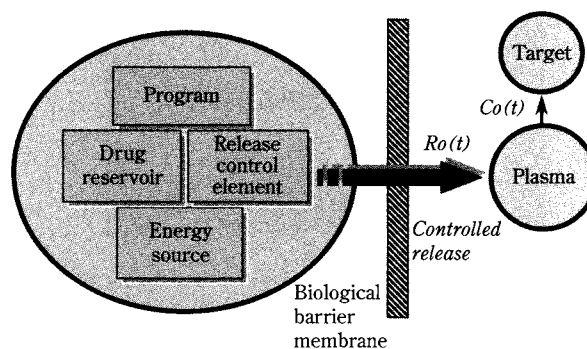 Program
Drug
reservoir
Release
control
element
Energy
source
Biological
barrier
membrane
Ro(t)
Controlled
release
Target
Co(t)
Plasma